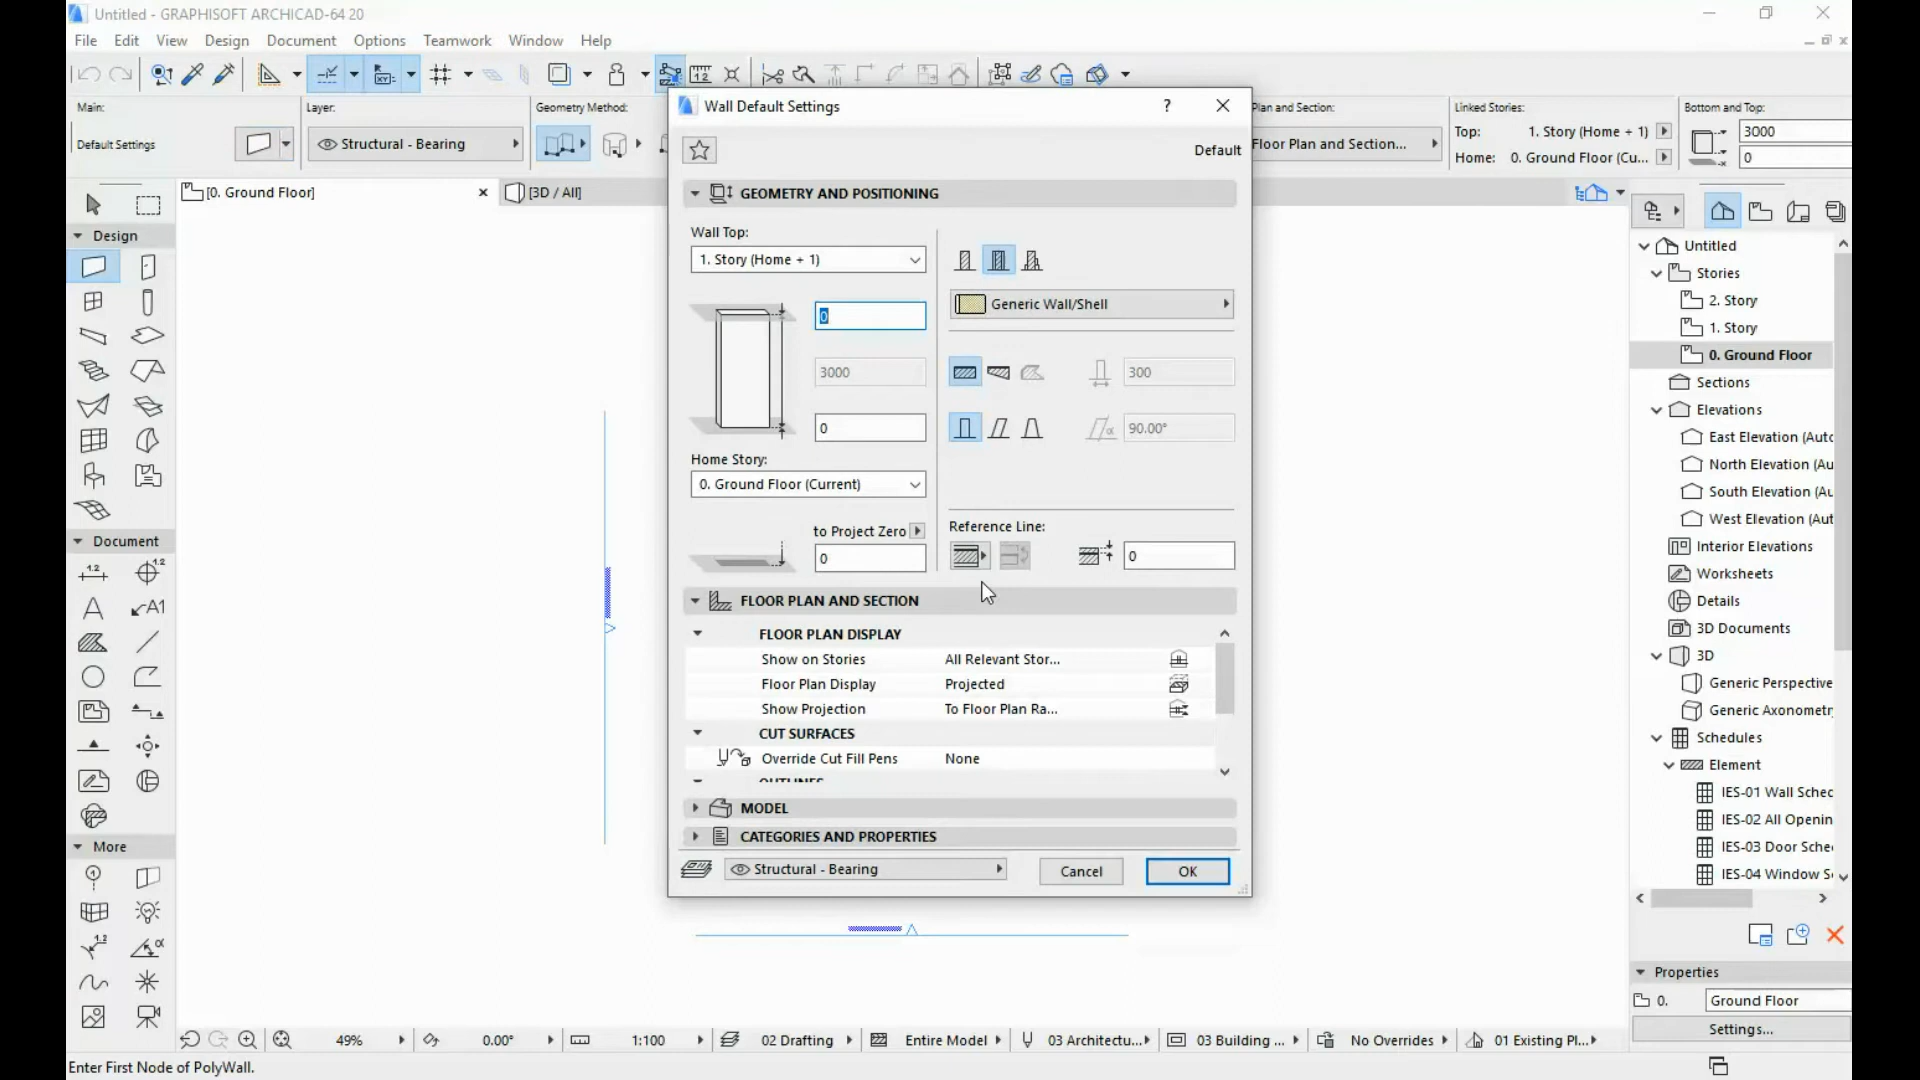 Untitled - GRAPHISOFT ARCHICAD-64 20
File Edit View Design Document Options Teamwork Window Help
Main:
Default Settings
Layer:
Structural - Bearing
Geometry Method:
Plan and Section:
Floor Plan and Section...
Linked Stories:
Top: 1. Story (Home + 1)
Home: 0. Ground Floor (Cu...
Bottom and Top:
3000
0
[0. Ground Floor]
[3D / All]
Design
Document
More
Wall Default Settings
?
Default
GEOMETRY AND POSITIONING
Wall Top:
1. Story (Home + 1)
0
3000
0
Home Story:
0. Ground Floor (Current)
to Project Zero
0
Generic Wall/Shell
300
90.00°
Reference Line:
0
FLOOR PLAN AND SECTION
FLOOR PLAN DISPLAY
Show on Stories All Relevant Stor...
Floor Plan Display Projected
Show Projection To Floor Plan Ra...
CUT SURFACES
Override Cut Fill Pens None
MODEL
CATEGORIES AND PROPERTIES
Structural - Bearing
Cancel
OK
Untitled
Stories
2. Story
1. Story
0. Ground Floor
Sections
Elevations
East Elevation (Auto
North Elevation (Au
South Elevation (Au
West Elevation (Aut
Interior Elevations
Worksheets
Details
3D Documents
3D
Generic Perspective
Generic Axonometr
Schedules
Element
IES-01 Wall Sched
IES-02 All Openin
IES-03 Door Sche
IES-04 Window S
Properties
0. Ground Floor
Settings...
49% 0.00° 1:100 02 Drafting Entire Model 03 Architectu... 03 Building ... No Overrides 01 Existing Pl...
Enter First Node of PolyWall.